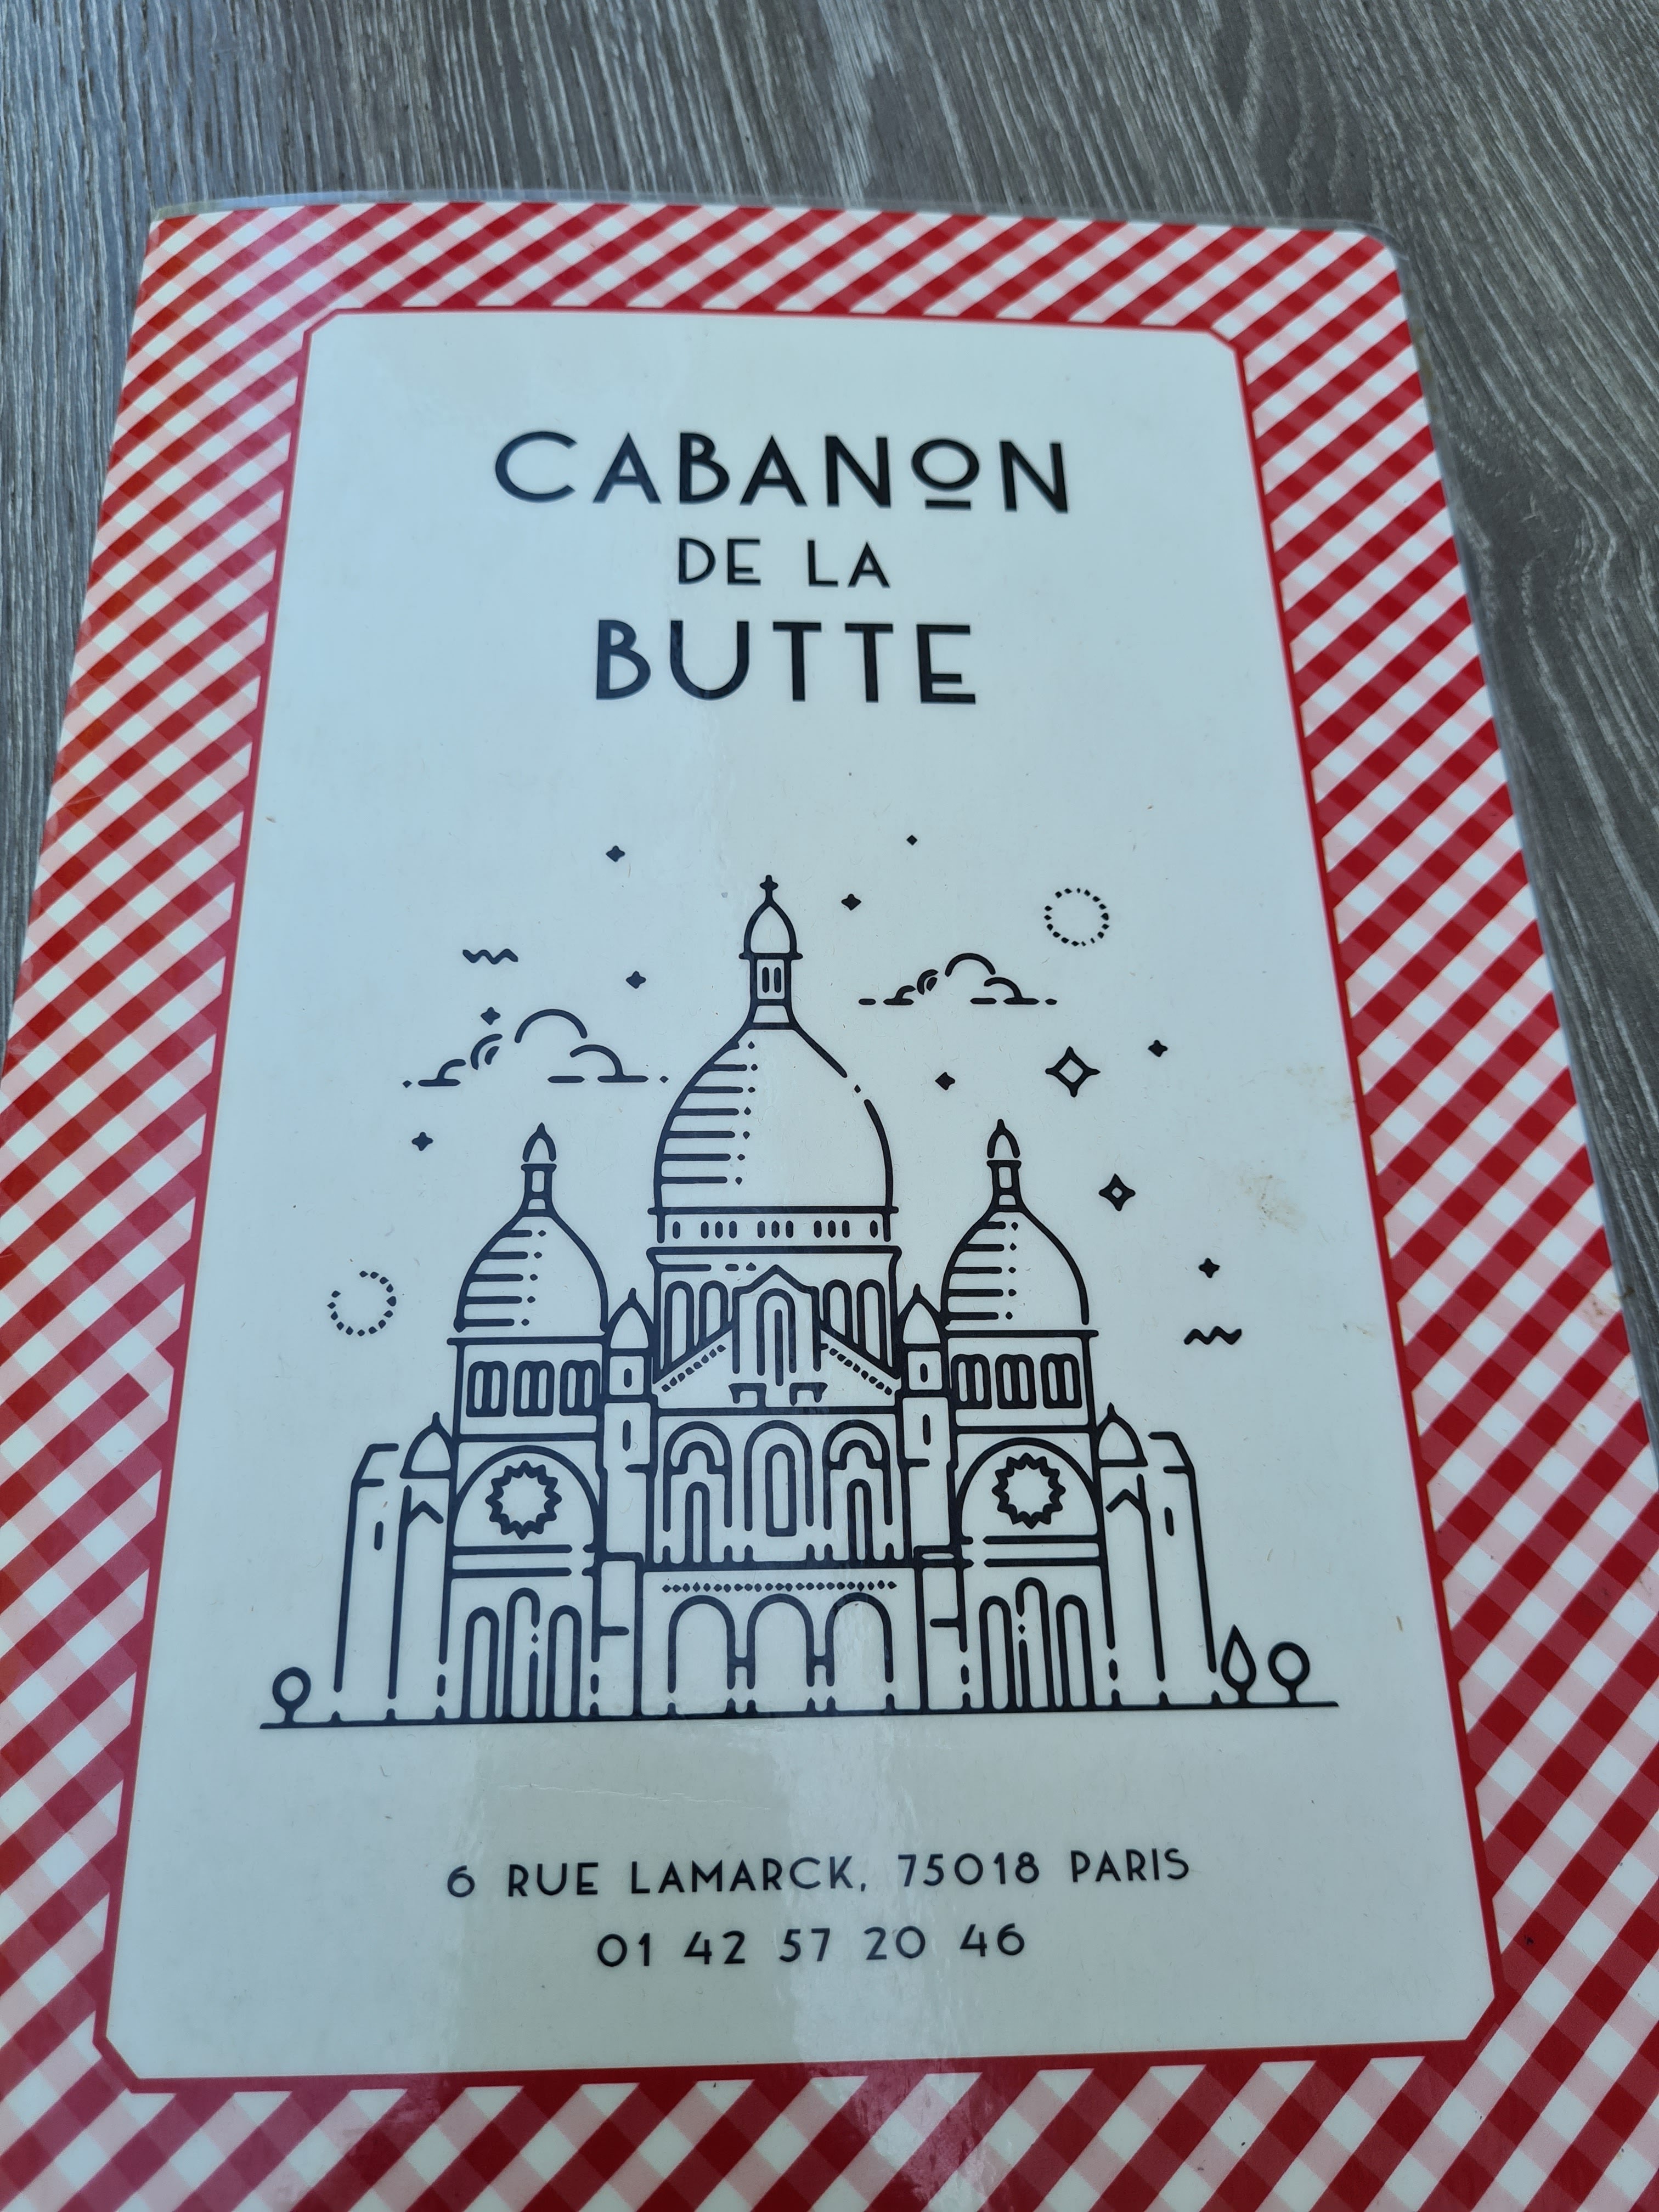 CABANON
DE LA
BUTTE
6 RUE LAMARCK, 75018 PARIS
01 42 57 20 46